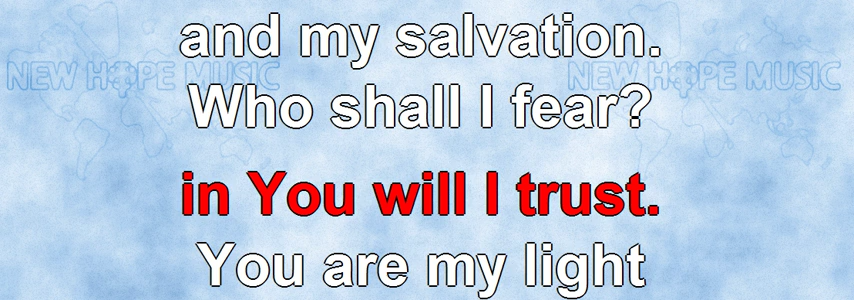 and my salvation.
NEW HOPE MUSIC NEW HOPE MUSIC
Who shall I fear?
in You will I trust.
You are my light